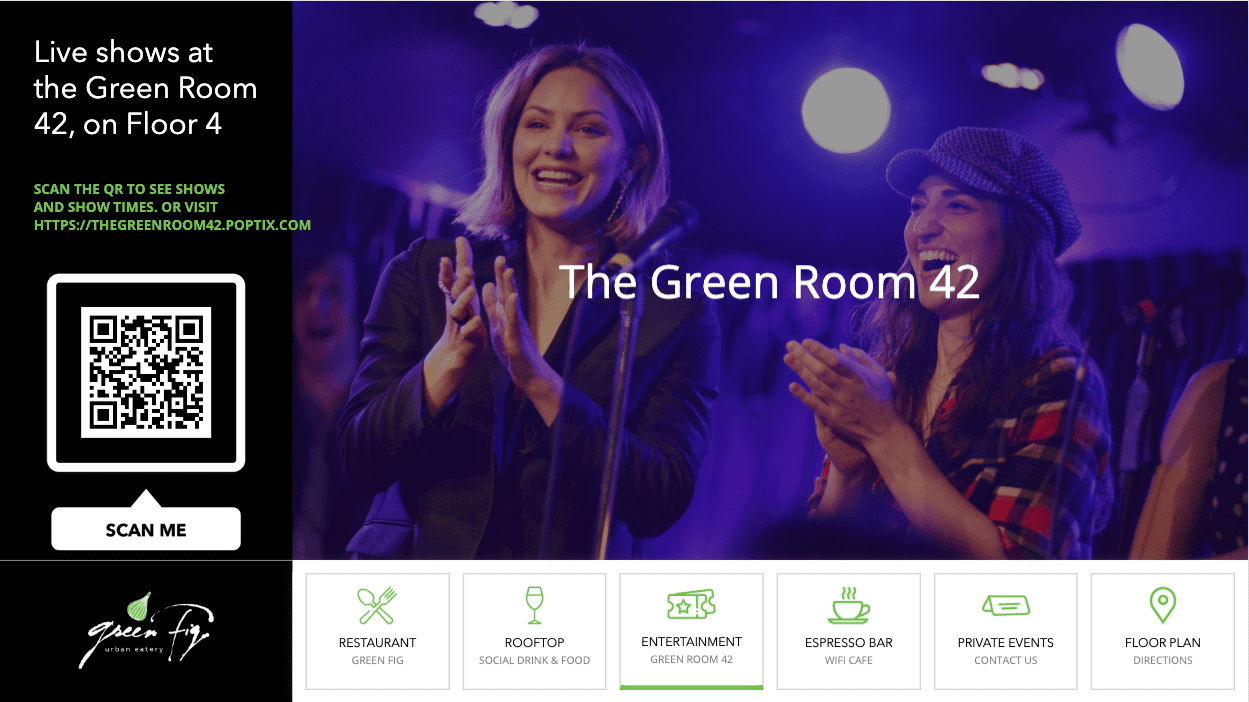 Live shows at
the Green Room
42, on Floor 4
SCAN THE QR TO SEE SHOWS
AND SHOW TIMES. OR VISIT
HTTPS://THEGREENROOM42.POPTIX.COM
SCAN ME
The Green Room 42
green fig
urban eatery
RESTAURANT
GREEN FIG
ROOFTOP
SOCIAL DRINK & FOOD
ENTERTAINMENT
GREEN ROOM 42
ESPRESSO BAR
WIFI CAFE
PRIVATE EVENTS
CONTACT US
FLOOR PLAN
DIRECTIONS